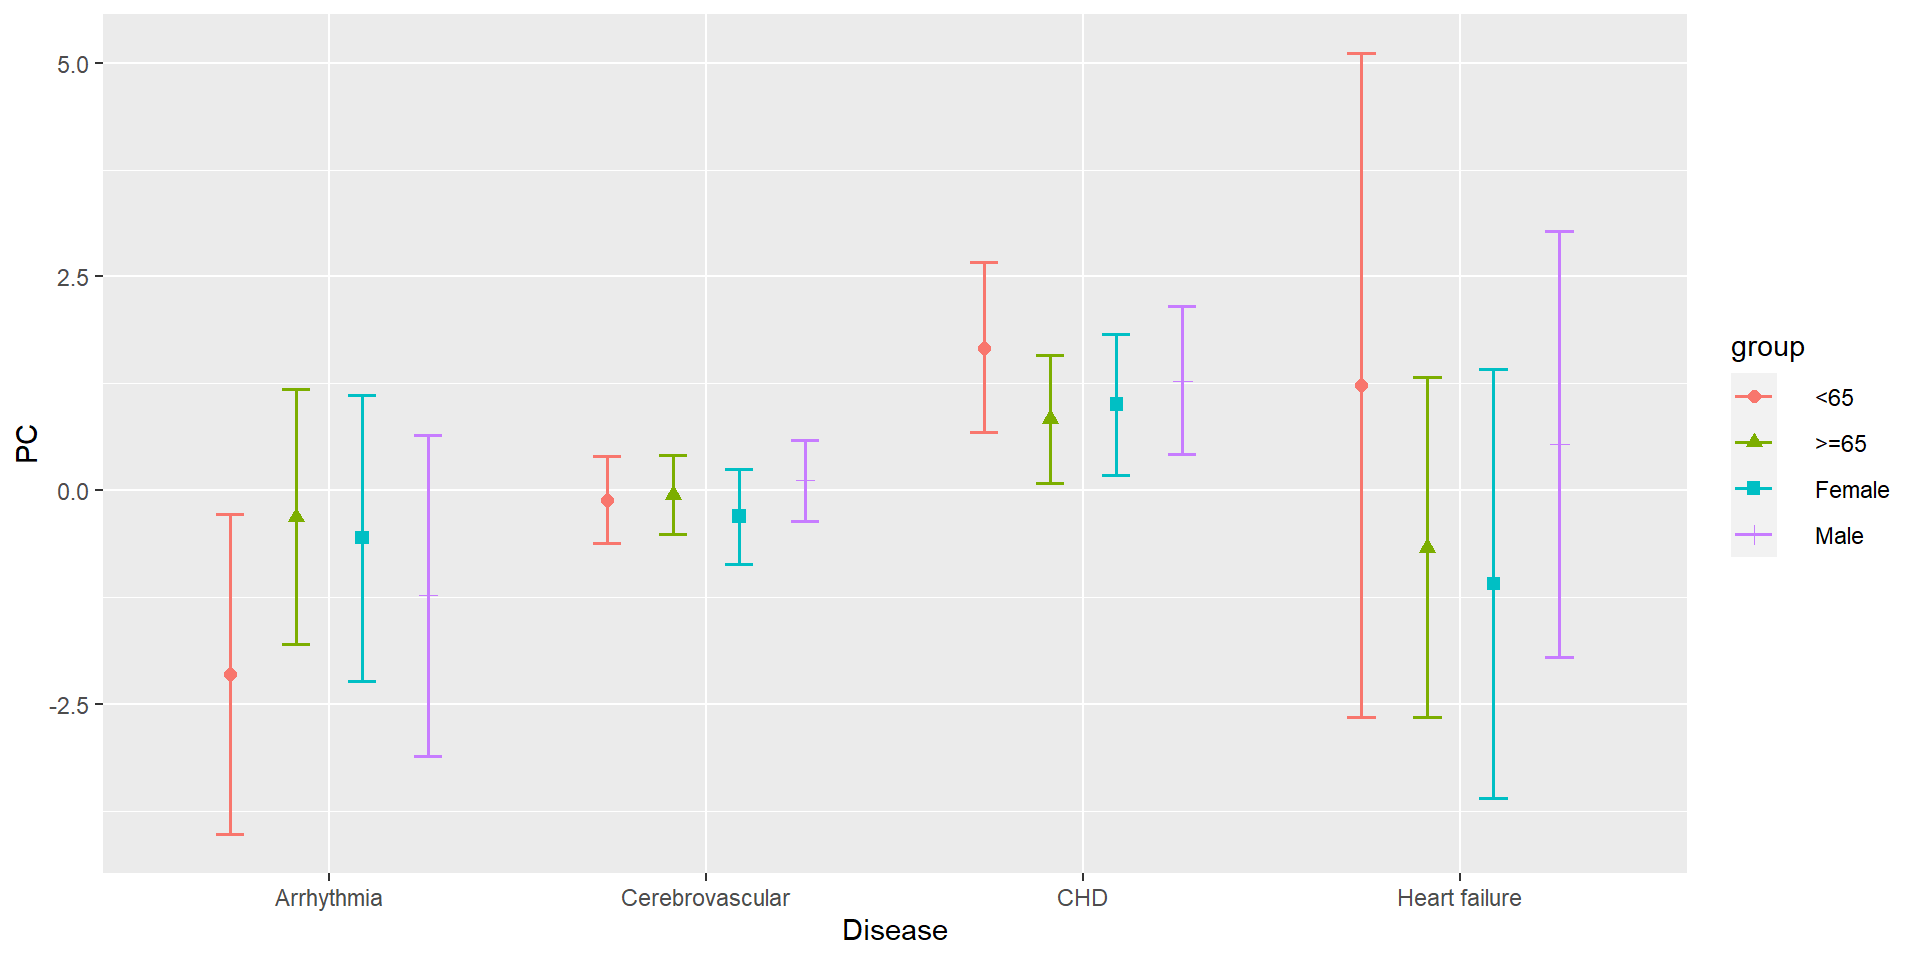 PC
5.0
2.5
0.0
-2.5
Arrhythmia
Cerebrovascular
CHD
Heart failure
Disease
group
<65
>=65
Female
Male